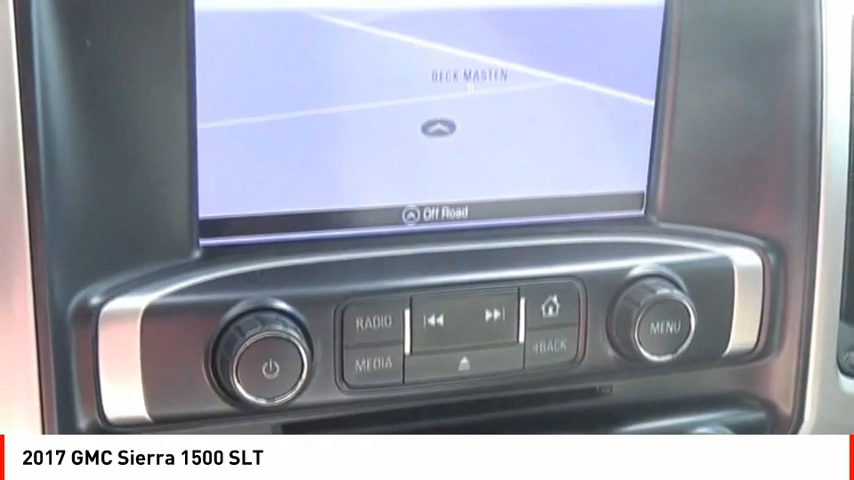 BECK MASTEN
Off Road
RADIO
MEDIA
BACK
MENU
2017 GMC Sierra 1500 SLT